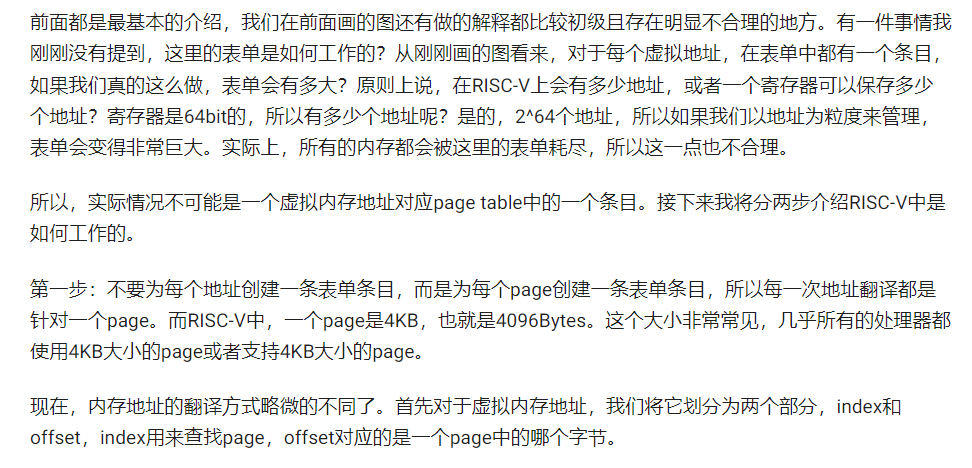 前面都是最基本的介绍，我们在前面画的图还有做的解释都比较初级且存在明显不合理的地方。有一件事情我
刚刚没有提到，这里的表单是如何工作的？从刚刚画的图看来，对于每个虚拟地址，在表单中都有一个条目，
如果我们真的这么做，表单会有多大？原则上说，在RISC-V上会有多少地址，或者一个寄存器可以保存多少
个地址？寄存器是64bit的，所以有多少个地址呢？是的，2^64个地址，所以如果我们以地址为粒度来管理，
表单会变得非常巨大。实际上，所有的内存都会被这里的表单耗尽，所以这一点也不合理。
所以，实际情况不可能是一个虚拟内存地址对应page table中的一个条目。接下来我将分两步介绍RISC-V中是
如何工作的。
第一步：不要为每个地址创建一条表单条目，而是为每个page创建一条表单条目，所以每一次地址翻译都是
针对一个page。而RISC-V中，一个page是4KB，也就是4096Bytes。这个大小非常常见，几乎所有的处理器都
使用4KB大小的page或者支持4KB大小的page。
现在，内存地址的翻译方式略微的不同了。首先对于虚拟内存地址，我们将它划分为两个部分，index和
offset，index用来查找page，offset对应的是一个page中的哪个字节。